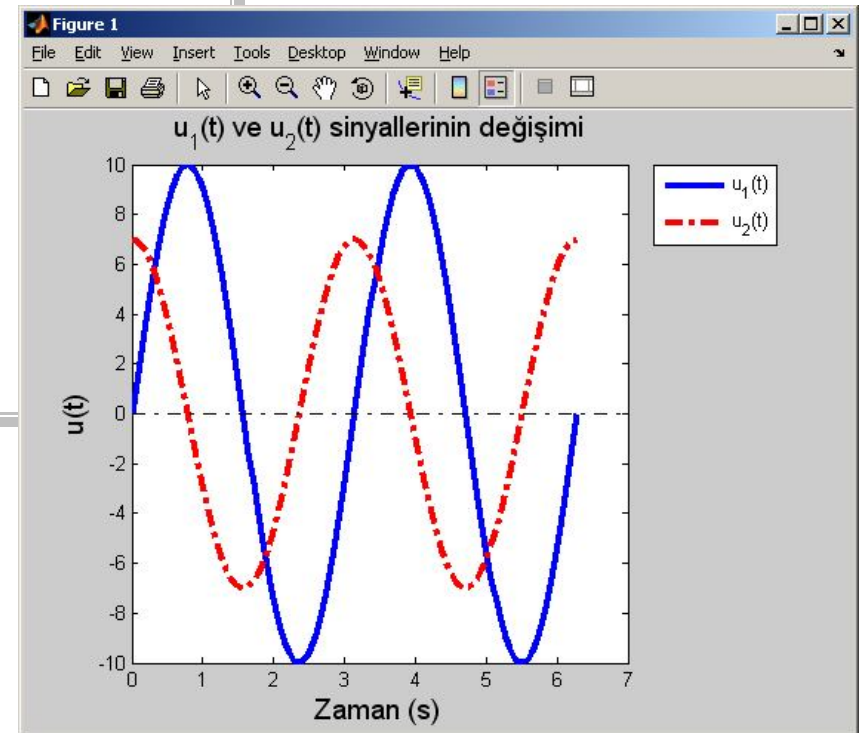 Figure 1
File Edit View Insert Tools Desktop Window Help
u1(t) ve u2(t) sinyallerinin değişimi
10
8
6
4
2
0
-2
-4
-6
-8
-10
u(t)
0 1 2 3 4 5 6 7
Zaman (s)
u1(t)
u2(t)